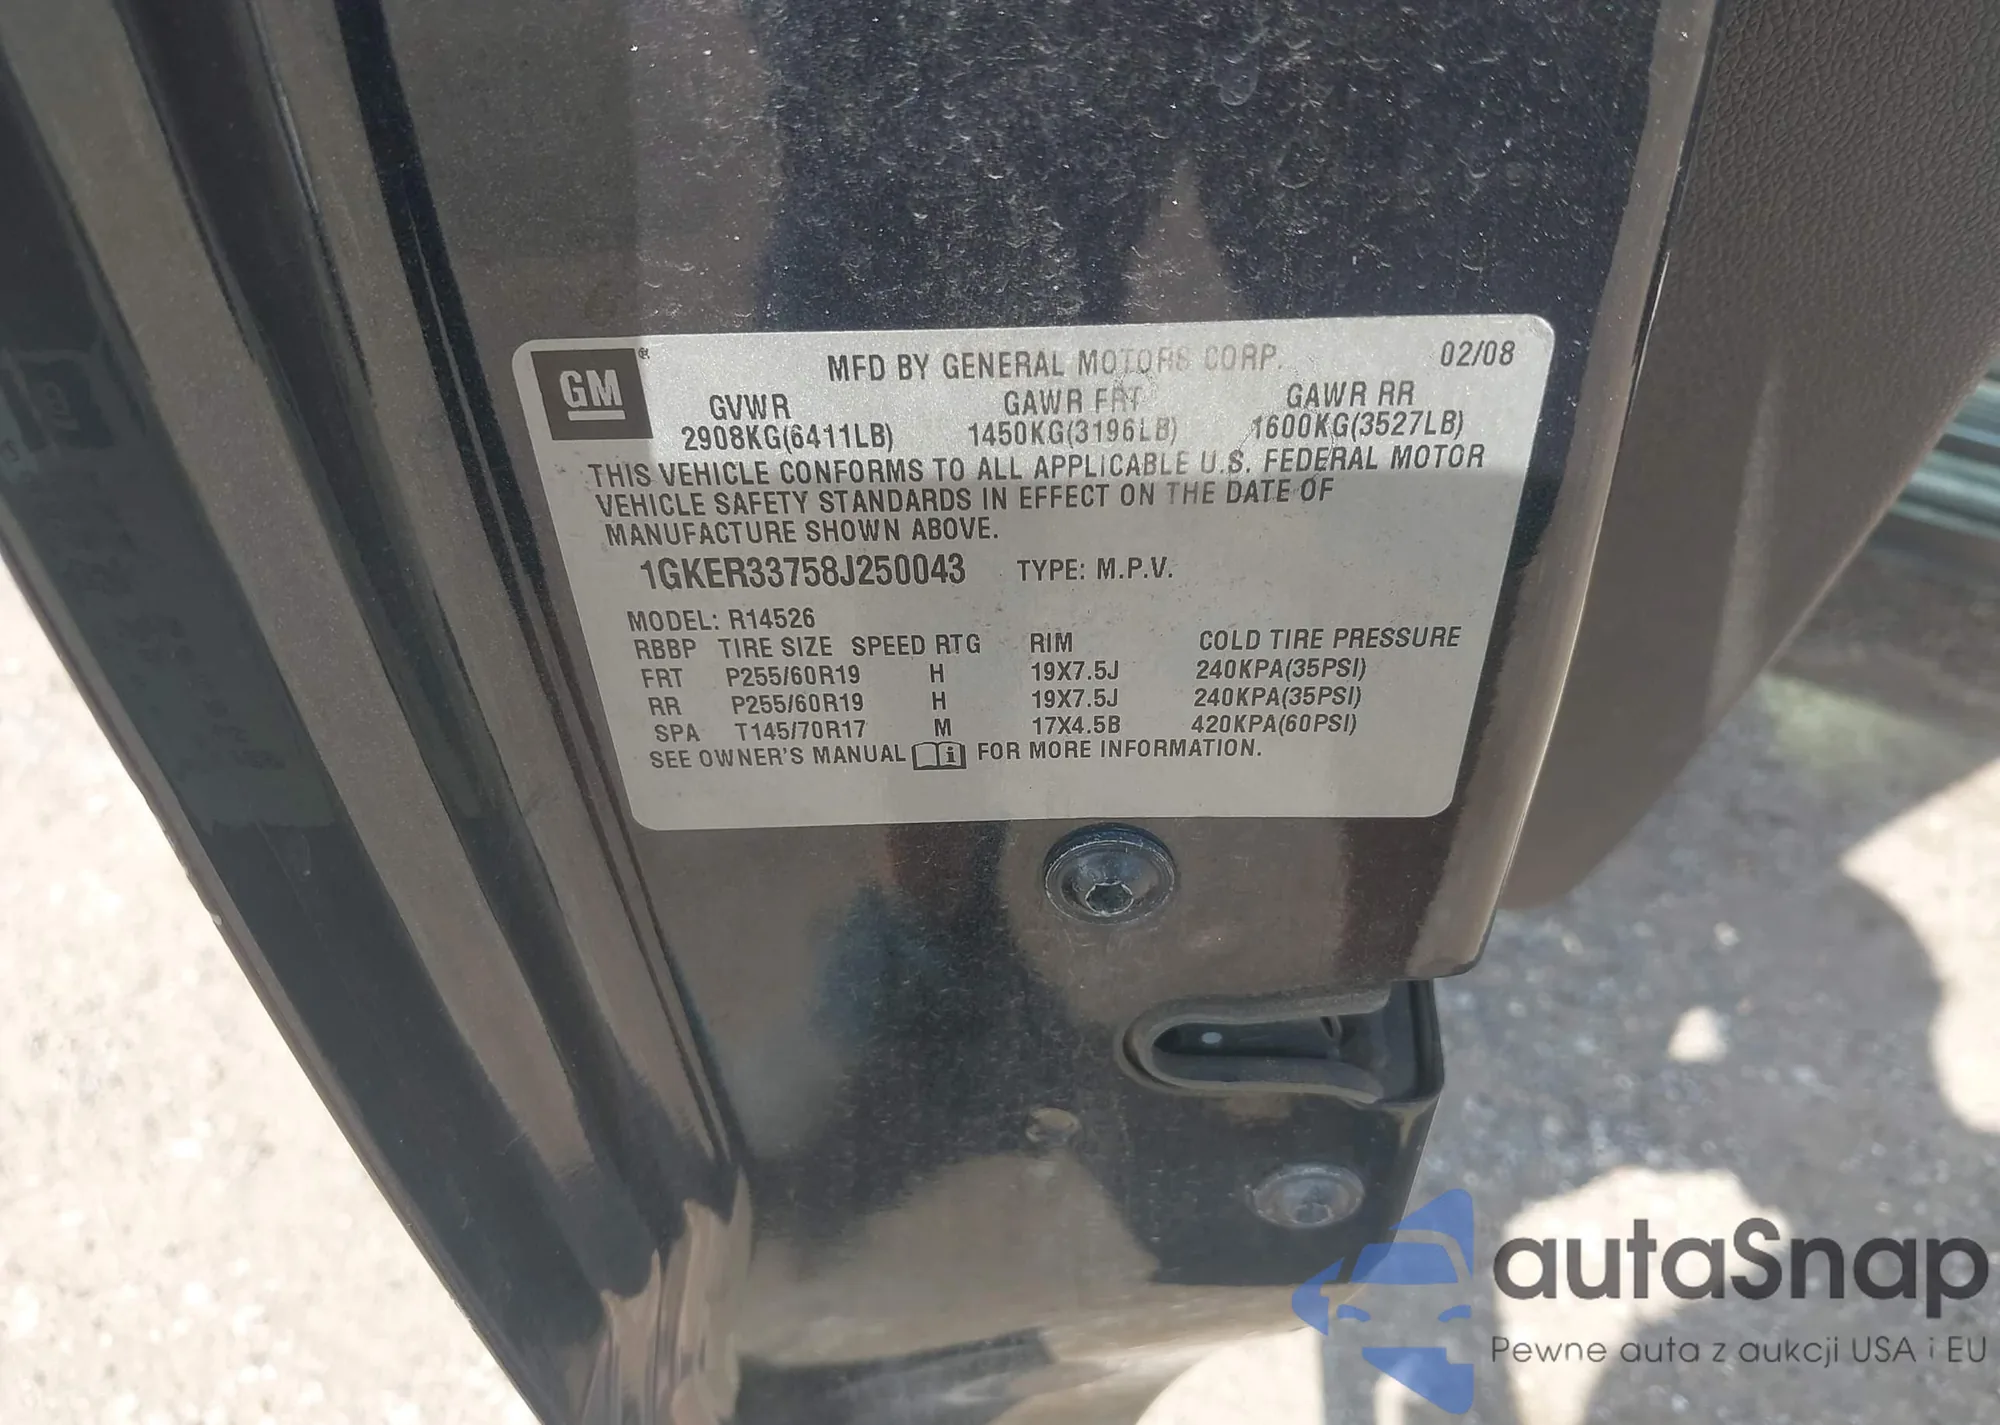 GM®
MFD BY GENERAL MOTORS CORP. 02/08
GVWR GAWR FRT GAWR RR
2908KG(6411LB) 1450KG(3196LB) 1600KG(3527LB)
THIS VEHICLE CONFORMS TO ALL APPLICABLE U.S. FEDERAL MOTOR
VEHICLE SAFETY STANDARDS IN EFFECT ON THE DATE OF
MANUFACTURE SHOWN ABOVE.
1GKER33758J250043 TYPE: M.P.V.
MODEL: R14526
RBBP TIRE SIZE SPEED RTG RIM COLD TIRE PRESSURE
FRT P255/60R19 H 19X7.5J 240KPA(35PSI)
RR P255/60R19 H 19X7.5J 240KPA(35PSI)
SPA T145/70R17 M 17X4.5B 420KPA(60PSI)
SEE OWNER'S MANUAL FOR MORE INFORMATION.
autaSnap
Pewne auta z aukcji USA i EU